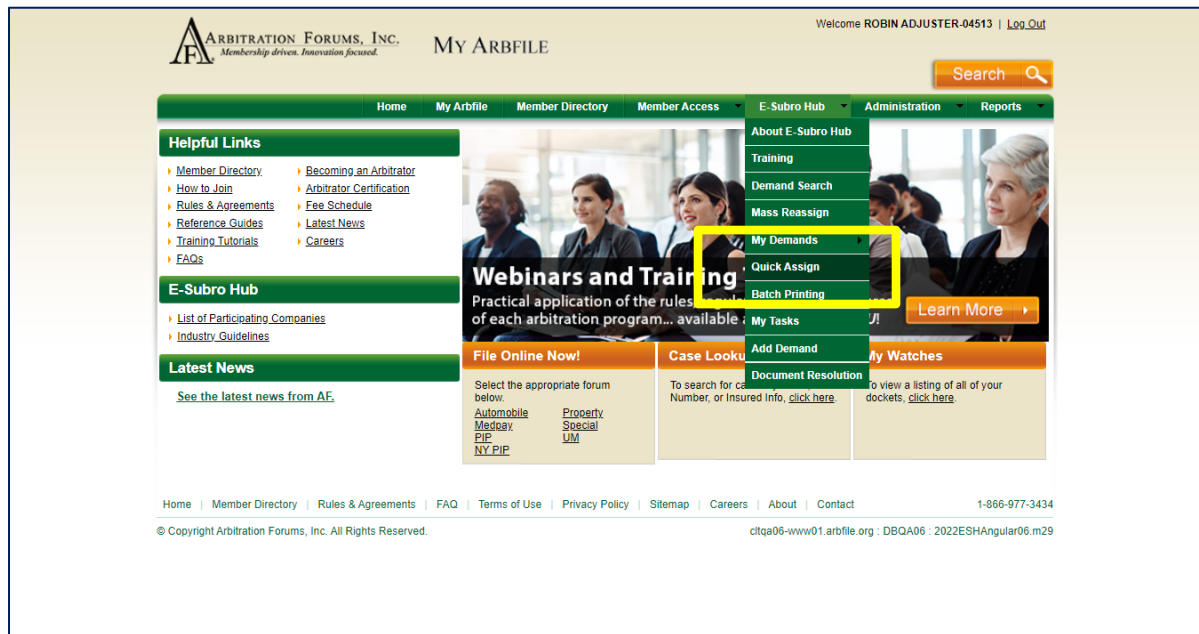 ARBITRATION FORUMS, INC.
Membership driven. Innovation focused.
MY ARBFILE
Welcome ROBIN ADJUSTER-04513 | Log Out
Search
Home My Arbfile Member Directory Member Access E-Subro Hub Administration Reports
About E-Subro Hub
Training
Demand Search
Mass Reassign
My Demands
Quick Assign
Batch Printing
My Tasks
Add Demand
Document Resolution
Helpful Links
Member Directory
How to Join
Rules & Agreements
Reference Guides
Training Tutorials
FAQs
Becoming an Arbitrator
Arbitrator Certification
Fee Schedule
Latest News
Careers
E-Subro Hub
List of Participating Companies
Industry Guidelines
Latest News
See the latest news from AF.
Webinars and Training
Practical application of the rules,
of each arbitration program... available
U!
Learn More
File Online Now!
Select the appropriate forum
below.
Automobile
Medpay
PIP
NY PIP
Property
Special
UM
Case
To search for
Number, or Insured Info, click here.
My Watches
To view a listing of all of your
dockets, click here.
Home | Member Directory | Rules & Agreements | FAQ | Terms of Use | Privacy Policy | Sitemap | Careers | About | Contact
1-866-977-3434
© Copyright Arbitration Forums, Inc. All Rights Reserved.
cltqa06-www01.arbfile.org : DBQA06 : 2022ESHAngular06.m29